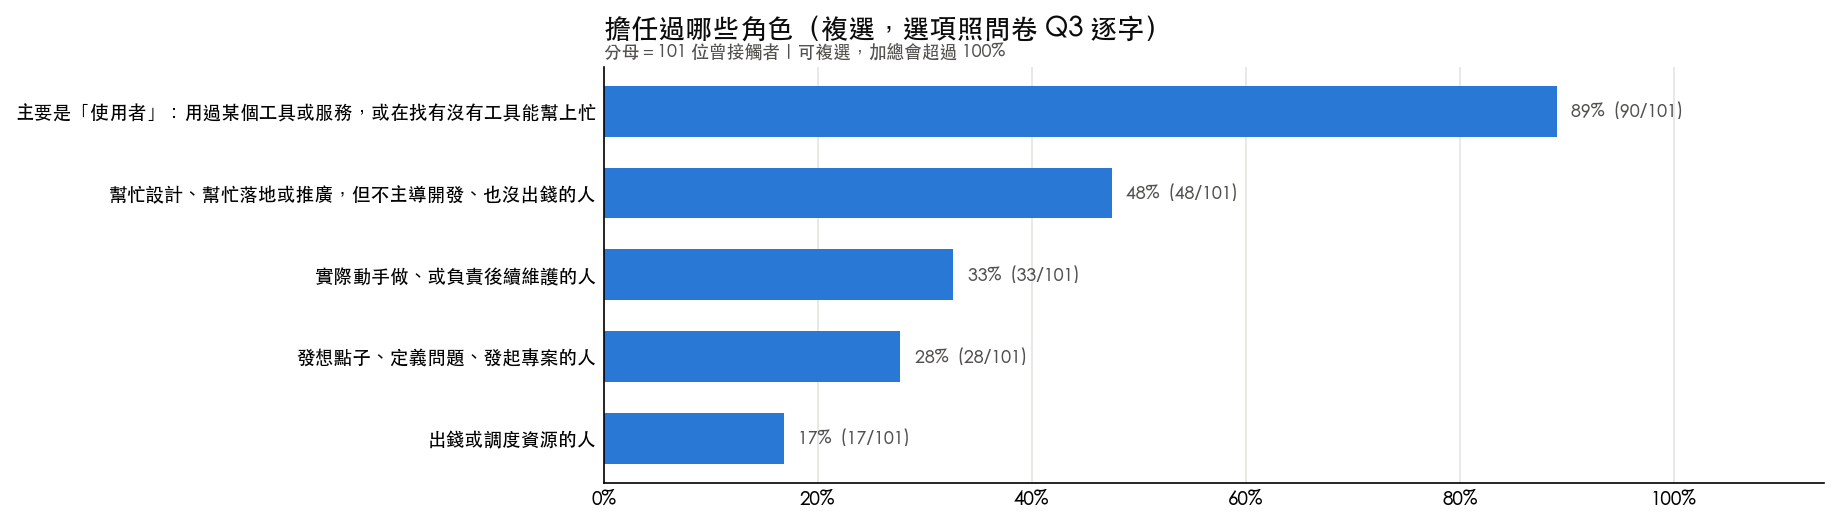 擔任過哪些角色（複選，選項照問卷 Q3 逐字）
分母＝101 位曾接觸者｜可複選，加總會超過 100%
主要是「使用者」：用過某個工具或服務，或在找有沒有工具能幫上忙
89% (90/101)
幫忙設計、幫忙落地或推廣，但不主導開發、也沒出錢的人
48% (48/101)
實際動手做、或負責後續維護的人
33% (33/101)
發想點子、定義問題、發起專案的人
28% (28/101)
出錢或調度資源的人
17% (17/101)
0% 20% 40% 60% 80% 100%